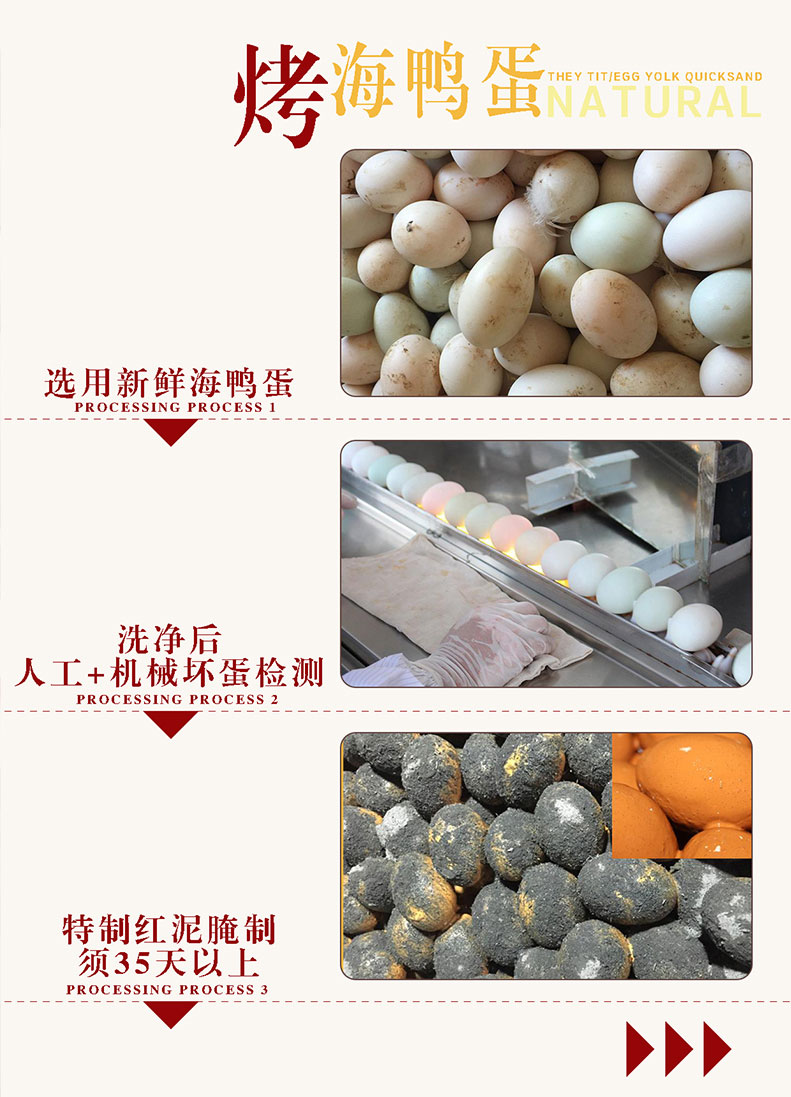 烤海鸭蛋
THEY TIT/EGG YOLK QUICKSAND
NATURAL
选用新鲜海鸭蛋
PROCESSING PROCESS 1
洗净后
人工+机械坏蛋检测
PROCESSING PROCESS 2
特制红泥腌制
须35天以上
PROCESSING PROCESS 3